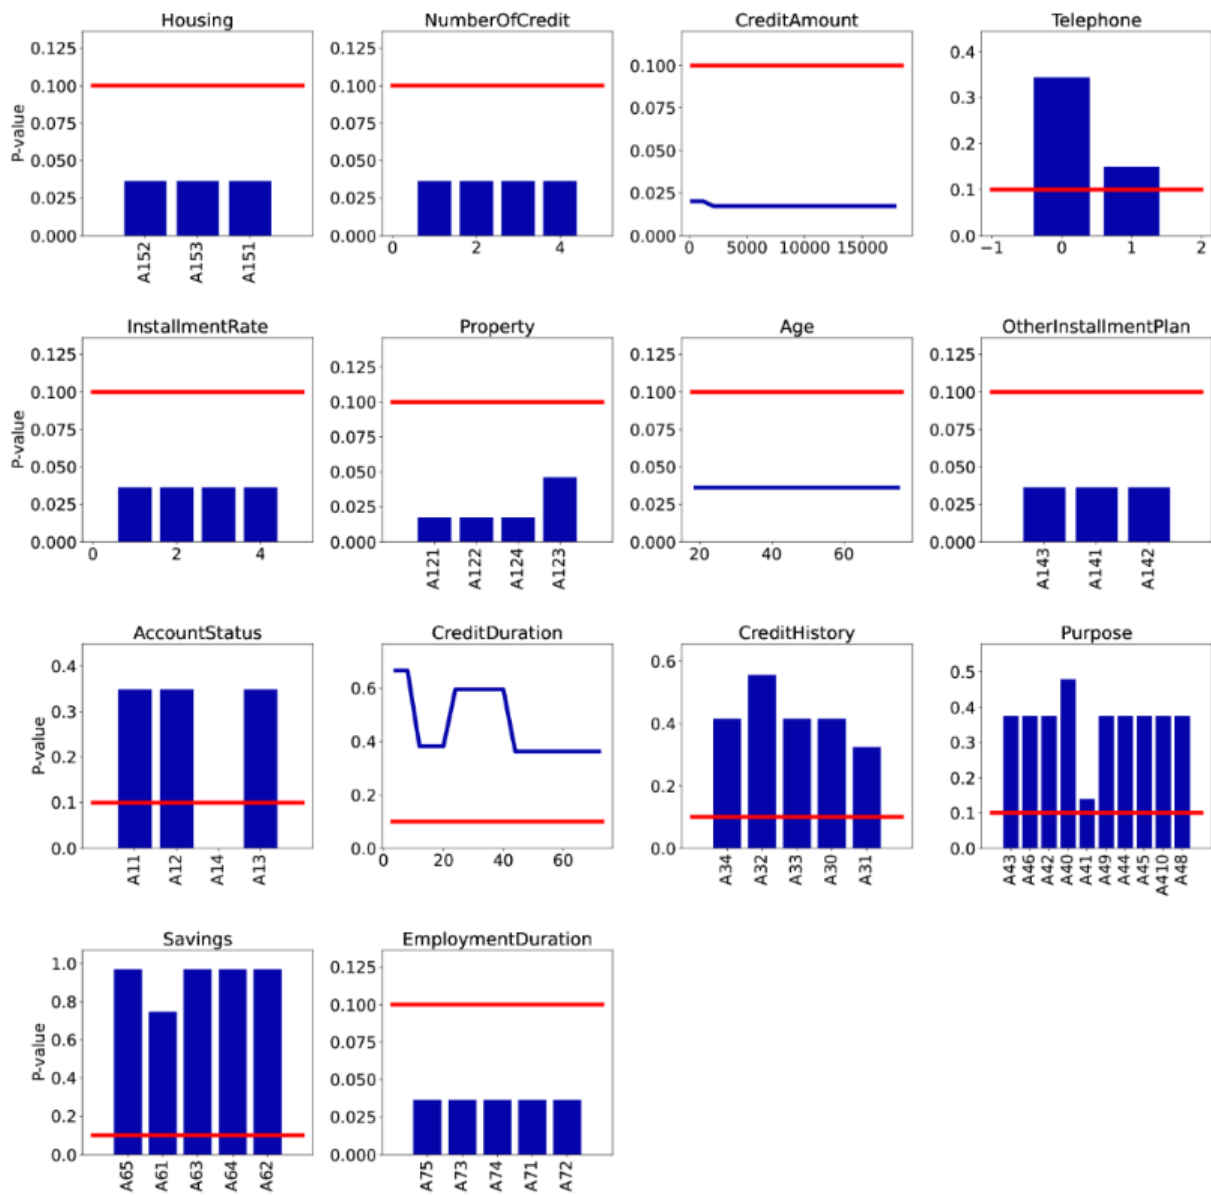 Housing
NumberOfCredit
CreditAmount
Telephone
P-value
0.125
0.100
0.075
0.050
0.025
0.000
A152
A153
A151
0.125
0.100
0.075
0.050
0.025
0.000
0
2
4
0.100
0.075
0.050
0.025
0.000
0
5000
10000
15000
0.4
0.3
0.2
0.1
0.0
−1
0
1
2
InstallmentRate
Property
Age
OtherInstallmentPlan
P-value
0.125
0.100
0.075
0.050
0.025
0.000
0
2
4
0.125
0.100
0.075
0.050
0.025
0.000
A121
A122
A124
A123
0.125
0.100
0.075
0.050
0.025
0.000
20
40
60
0.125
0.100
0.075
0.050
0.025
0.000
A143
A141
A142
AccountStatus
CreditDuration
CreditHistory
Purpose
P-value
0.4
0.3
0.2
0.1
0.0
A11
A12
A14
A13
0.6
0.4
0.2
0.0
0
20
40
60
0.6
0.4
0.2
0.0
A34
A32
A33
A30
A31
0.5
0.4
0.3
0.2
0.1
0.0
A43
A46
A42
A40
A41
A49
A44
A45
A410
A48
Savings
EmploymentDuration
P-value
1.0
0.8
0.6
0.4
0.2
0.0
A65
A61
A63
A64
A62
0.125
0.100
0.075
0.050
0.025
0.000
A75
A73
A74
A71
A72